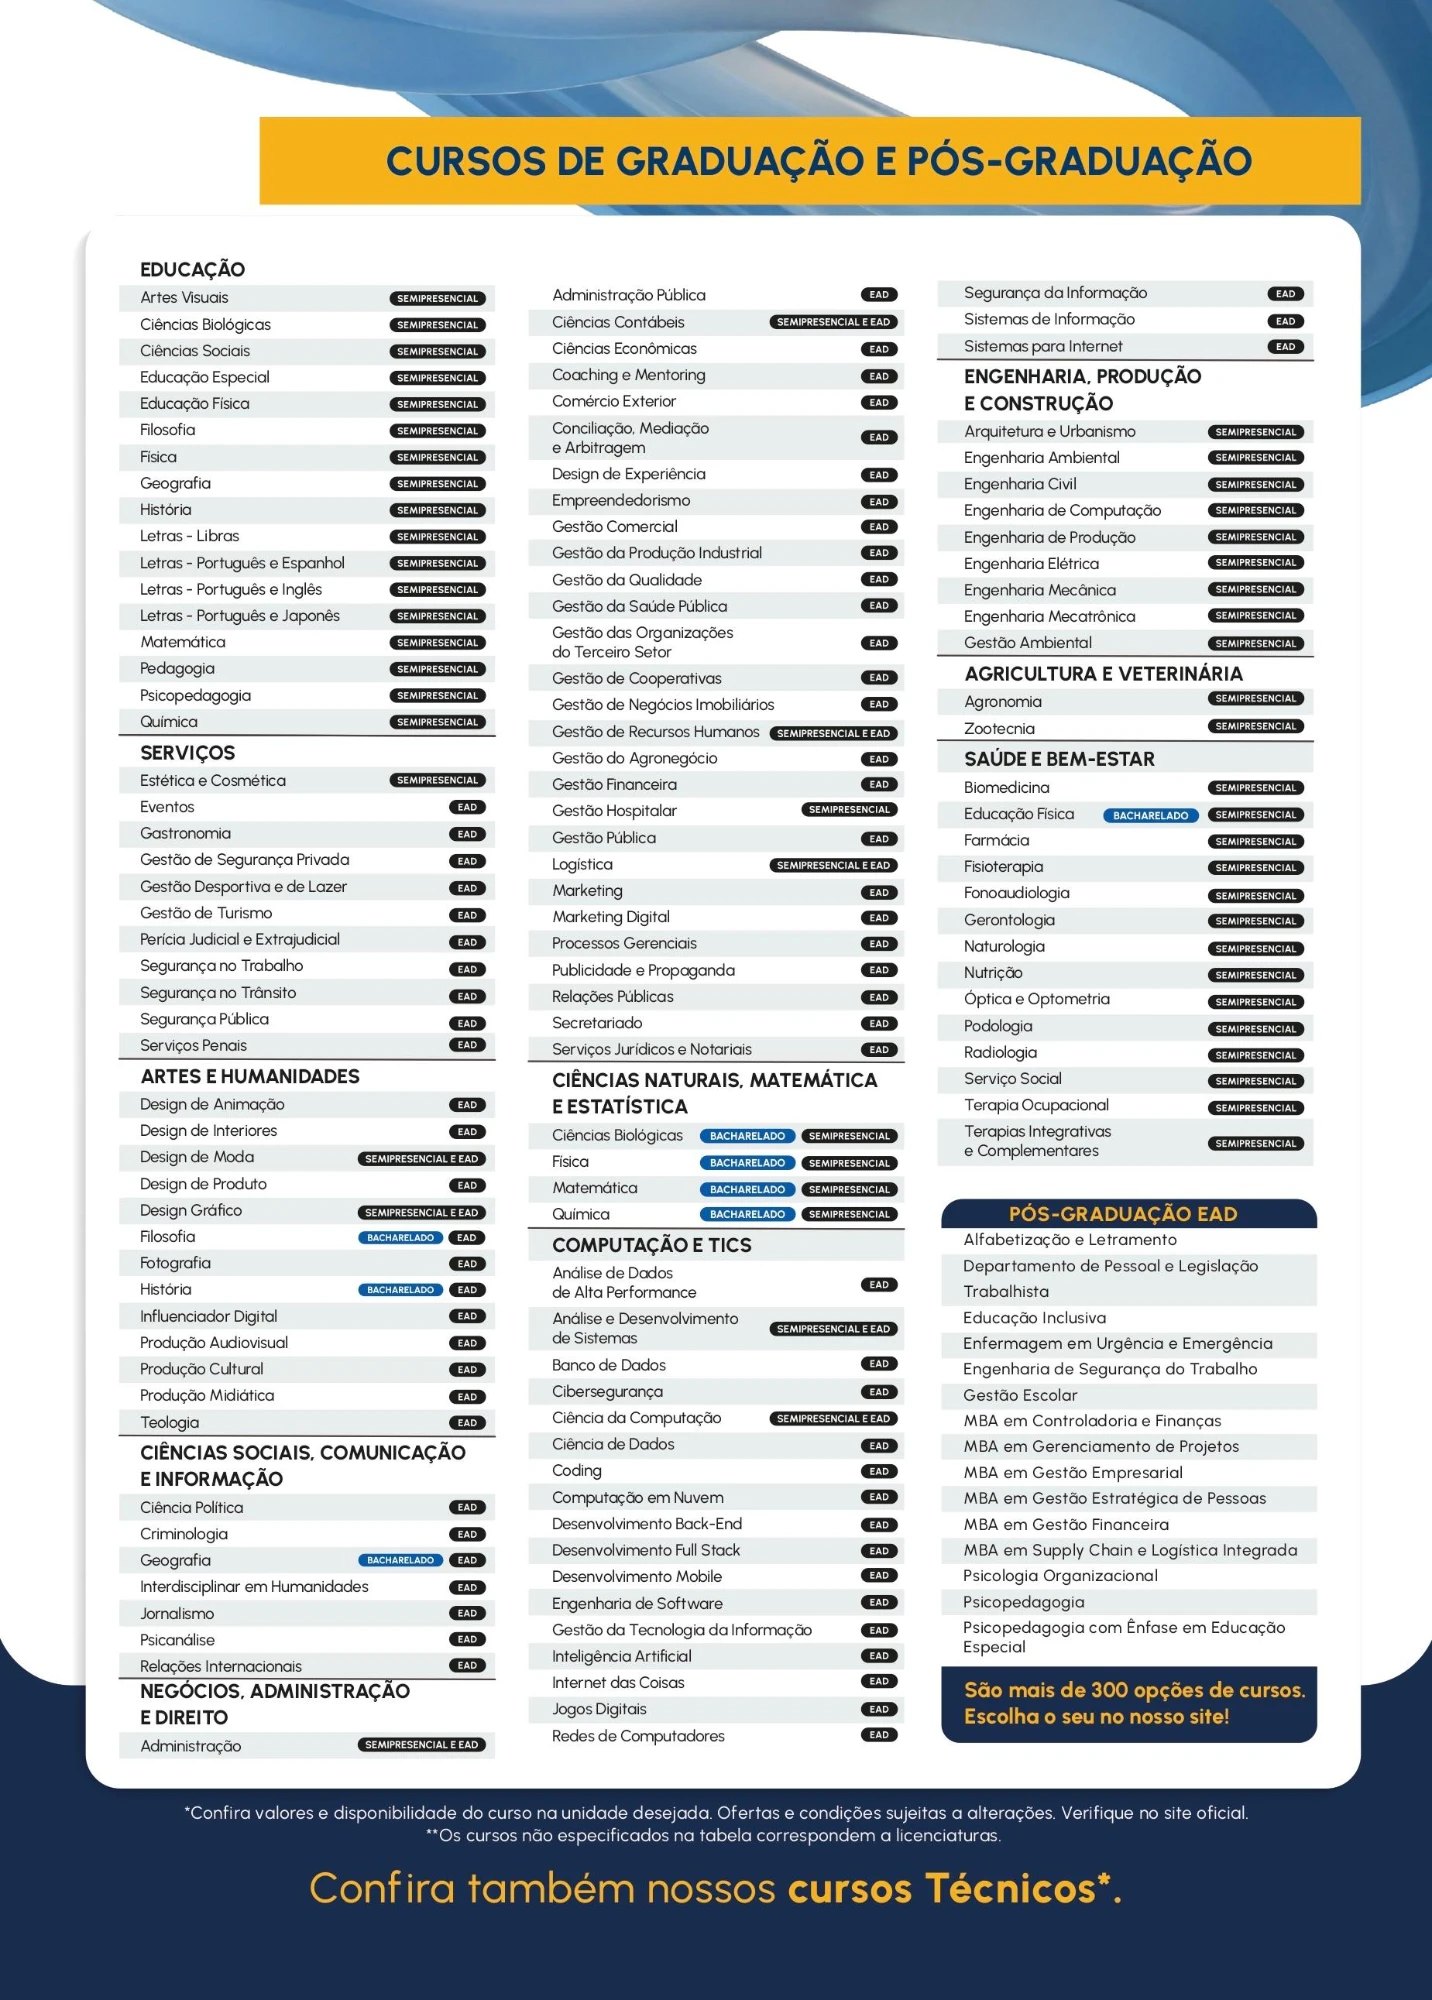 CURSOS DE GRADUAÇÃO E PÓS-GRADUAÇÃO
EDUCAÇÃO
Artes Visuais SEMIPRESENCIAL
Ciências Biológicas SEMIPRESENCIAL
Ciências Sociais SEMIPRESENCIAL
Educação Especial SEMIPRESENCIAL
Educação Física SEMIPRESENCIAL
Filosofia SEMIPRESENCIAL
Física SEMIPRESENCIAL
Geografia SEMIPRESENCIAL
História SEMIPRESENCIAL
Letras - Libras SEMIPRESENCIAL
Letras - Português e Espanhol SEMIPRESENCIAL
Letras - Português e Inglês SEMIPRESENCIAL
Letras - Português e Japonês SEMIPRESENCIAL
Matemática SEMIPRESENCIAL
Pedagogia SEMIPRESENCIAL
Psicopedagogia SEMIPRESENCIAL
Química SEMIPRESENCIAL
SERVIÇOS
Estética e Cosmética SEMIPRESENCIAL
Eventos EAD
Gastronomia EAD
Gestão de Segurança Privada EAD
Gestão Desportiva e de Lazer EAD
Gestão de Turismo EAD
Perícia Judicial e Extrajudicial EAD
Segurança no Trabalho EAD
Segurança no Trânsito EAD
Segurança Pública EAD
Serviços Penais EAD
ARTES E HUMANIDADES
Design de Animação EAD
Design de Interiores EAD
Design de Moda SEMIPRESENCIAL E EAD
Design de Produto EAD
Design Gráfico SEMIPRESENCIAL E EAD
Filosofia BACHARELADO EAD
Fotografia EAD
História BACHARELADO EAD
Influenciador Digital EAD
Produção Audiovisual EAD
Produção Cultural EAD
Produção Midiática EAD
Teologia EAD
CIÊNCIAS SOCIAIS, COMUNICAÇÃO
E INFORMAÇÃO
Ciência Política EAD
Criminologia EAD
Geografia BACHARELADO EAD
Interdisciplinar em Humanidades EAD
Jornalismo EAD
Psicanálise EAD
Relações Internacionais EAD
NEGÓCIOS, ADMINISTRAÇÃO
E DIREITO
Administração SEMIPRESENCIAL E EAD
Administração Pública EAD
Ciências Contábeis SEMIPRESENCIAL E EAD
Ciências Econômicas EAD
Coaching e Mentoring EAD
Comércio Exterior EAD
Conciliação, Mediação
e Arbitragem EAD
Design de Experiência EAD
Empreendedorismo EAD
Gestão Comercial EAD
Gestão da Produção Industrial EAD
Gestão da Qualidade EAD
Gestão da Saúde Pública EAD
Gestão das Organizações
do Terceiro Setor EAD
Gestão de Cooperativas EAD
Gestão de Negócios Imobiliários EAD
Gestão de Recursos Humanos SEMIPRESENCIAL E EAD
Gestão do Agronegócio EAD
Gestão Financeira EAD
Gestão Hospitalar SEMIPRESENCIAL
Gestão Pública EAD
Logística SEMIPRESENCIAL E EAD
Marketing EAD
Marketing Digital EAD
Processos Gerenciais EAD
Publicidade e Propaganda EAD
Relações Públicas EAD
Secretariado EAD
Serviços Jurídicos e Notariais EAD
CIÊNCIAS NATURAIS, MATEMÁTICA
E ESTATÍSTICA
Ciências Biológicas BACHARELADO SEMIPRESENCIAL
Física BACHARELADO SEMIPRESENCIAL
Matemática BACHARELADO SEMIPRESENCIAL
Química BACHARELADO SEMIPRESENCIAL
COMPUTAÇÃO E TICS
Análise de Dados
de Alta Performance EAD
Análise e Desenvolvimento
de Sistemas SEMIPRESENCIAL E EAD
Banco de Dados EAD
Cibersegurança EAD
Ciência da Computação SEMIPRESENCIAL E EAD
Ciência de Dados EAD
Coding EAD
Computação em Nuvem EAD
Desenvolvimento Back-End EAD
Desenvolvimento Full Stack EAD
Desenvolvimento Mobile EAD
Engenharia de Software EAD
Gestão da Tecnologia da Informação EAD
Inteligência Artificial EAD
Internet das Coisas EAD
Jogos Digitais EAD
Redes de Computadores EAD
Segurança da Informação EAD
Sistemas de Informação EAD
Sistemas para Internet EAD
ENGENHARIA, PRODUÇÃO
E CONSTRUÇÃO
Arquitetura e Urbanismo SEMIPRESENCIAL
Engenharia Ambiental SEMIPRESENCIAL
Engenharia Civil SEMIPRESENCIAL
Engenharia de Computação SEMIPRESENCIAL
Engenharia de Produção SEMIPRESENCIAL
Engenharia Elétrica SEMIPRESENCIAL
Engenharia Mecânica SEMIPRESENCIAL
Engenharia Mecatrônica SEMIPRESENCIAL
Gestão Ambiental SEMIPRESENCIAL
AGRICULTURA E VETERINÁRIA
Agronomia SEMIPRESENCIAL
Zootecnia SEMIPRESENCIAL
SAÚDE E BEM-ESTAR
Biomedicina SEMIPRESENCIAL
Educação Física BACHARELADO SEMIPRESENCIAL
Farmácia SEMIPRESENCIAL
Fisioterapia SEMIPRESENCIAL
Fonoaudiologia SEMIPRESENCIAL
Gerontologia SEMIPRESENCIAL
Naturologia SEMIPRESENCIAL
Nutrição SEMIPRESENCIAL
Óptica e Optometria SEMIPRESENCIAL
Podologia SEMIPRESENCIAL
Radiologia SEMIPRESENCIAL
Serviço Social SEMIPRESENCIAL
Terapia Ocupacional SEMIPRESENCIAL
Terapias Integrativas
e Complementares SEMIPRESENCIAL
PÓS-GRADUAÇÃO EAD
Alfabetização e Letramento
Departamento de Pessoal e Legislação
Trabalhista
Educação Inclusiva
Enfermagem em Urgência e Emergência
Engenharia de Segurança do Trabalho
Gestão Escolar
MBA em Controladoria e Finanças
MBA em Gerenciamento de Projetos
MBA em Gestão Empresarial
MBA em Gestão Estratégica de Pessoas
MBA em Gestão Financeira
MBA em Supply Chain e Logística Integrada
Psicologia Organizacional
Psicopedagogia
Psicopedagogia com Ênfase em Educação
Especial
São mais de 300 opções de cursos.
Escolha o seu no nosso site!
*Confira valores e disponibilidade do curso na unidade desejada. Ofertas e condições sujeitas a alterações. Verifique no site oficial.
**Os cursos não especificados na tabela correspondem a licenciaturas.
Confira também nossos cursos Técnicos*.